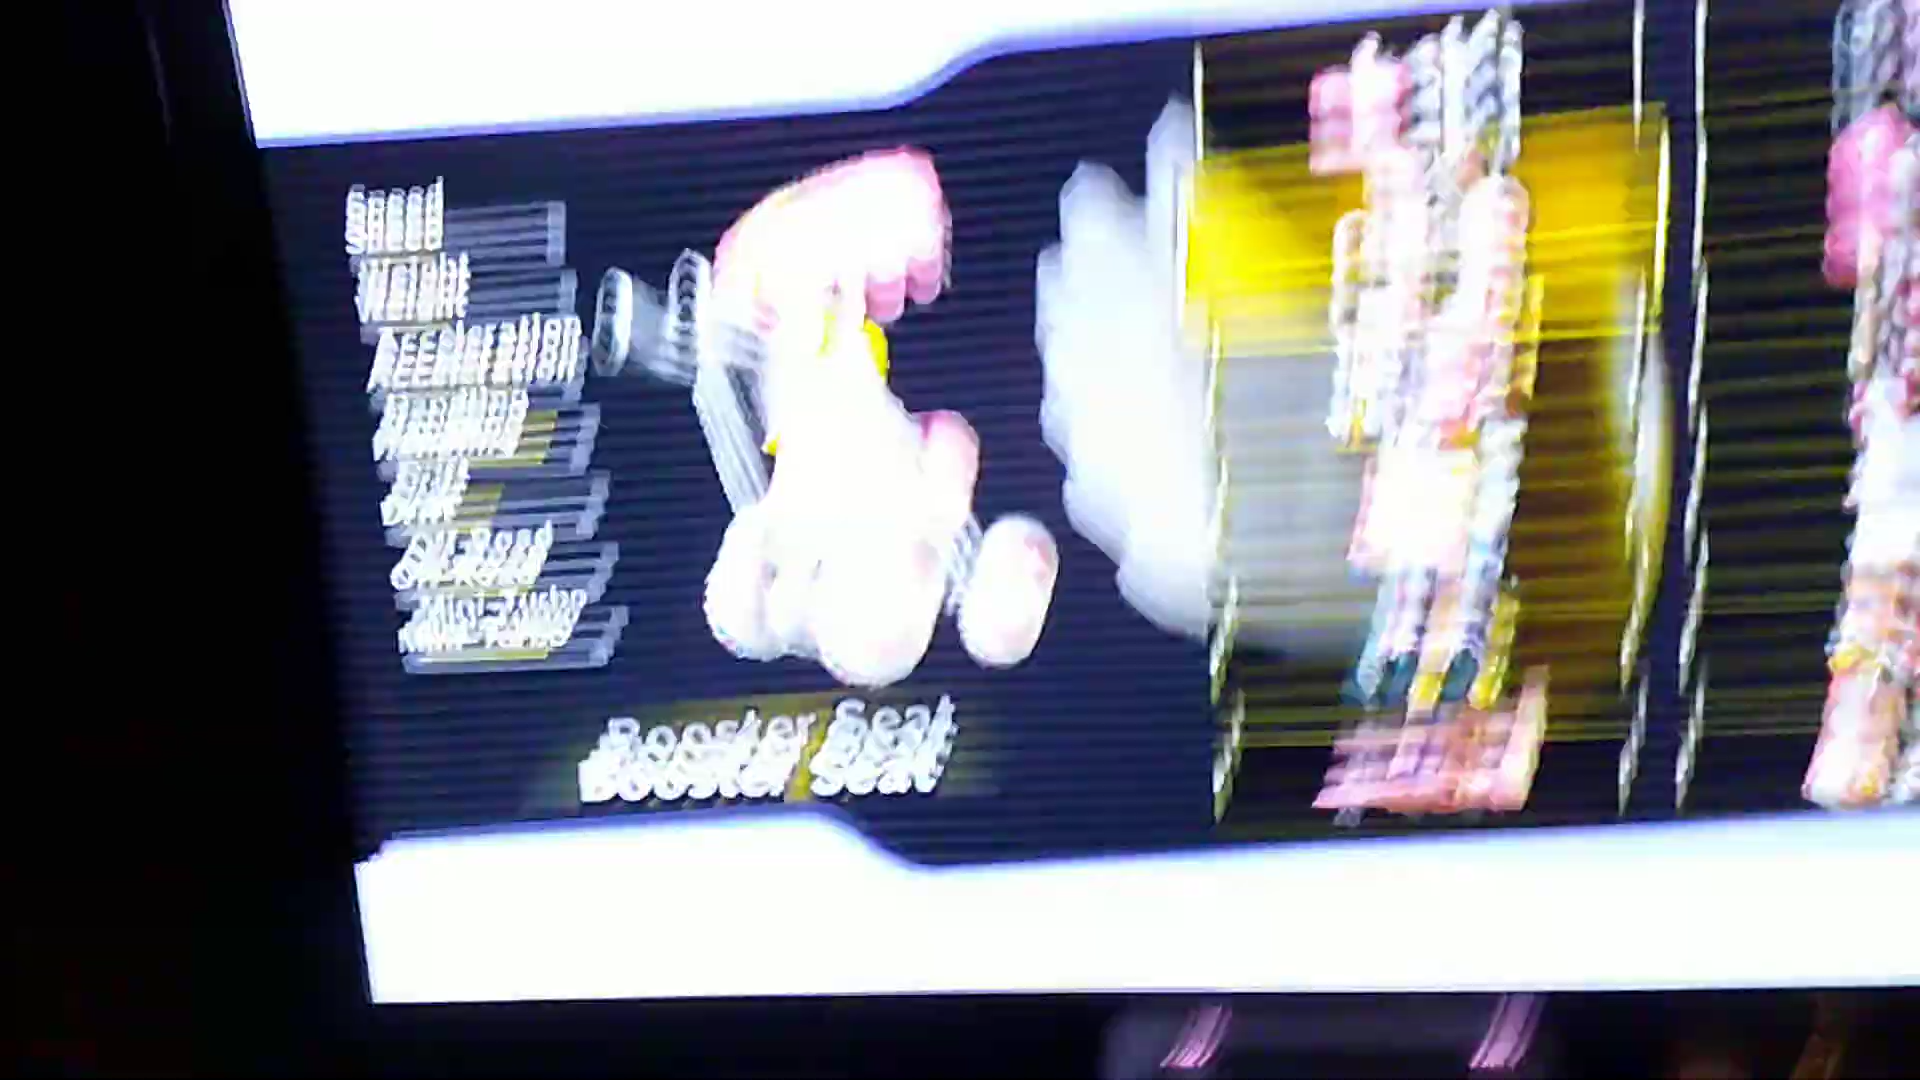 Speed
Weight
Acceleration
Handling
Drift
Off-Road
Mini-Turbo
Booster Seat